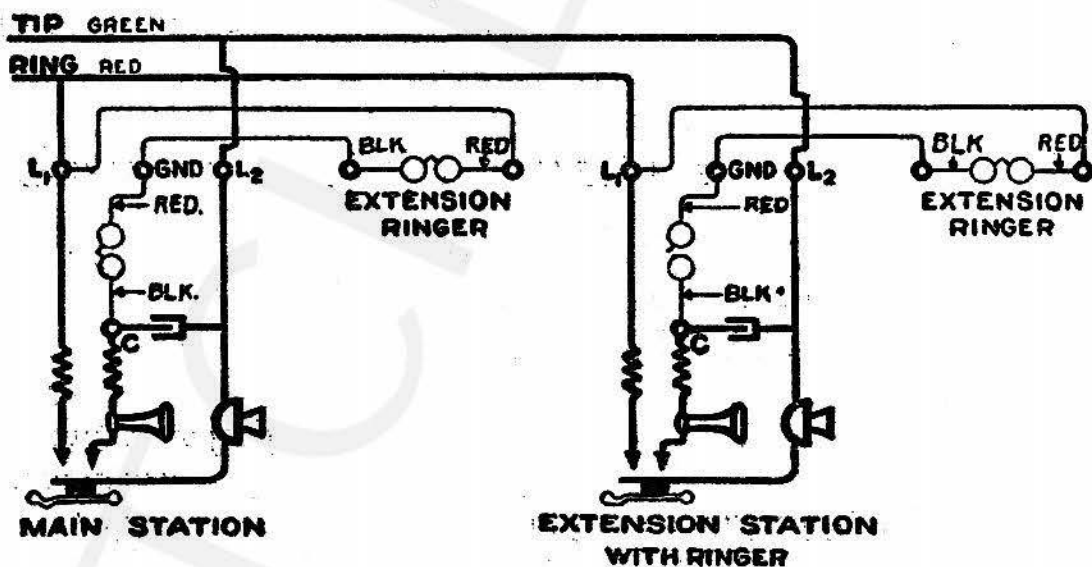 TIP GREEN
RING RED
L1 GND L2 BLK RED
EXTENSION
RINGER
RED.
BLK.
C
MAIN STATION
L1 GND L2 BLK RED
EXTENSION
RINGER
RED
BLK.
C
EXTENSION STATION
WITH RINGER